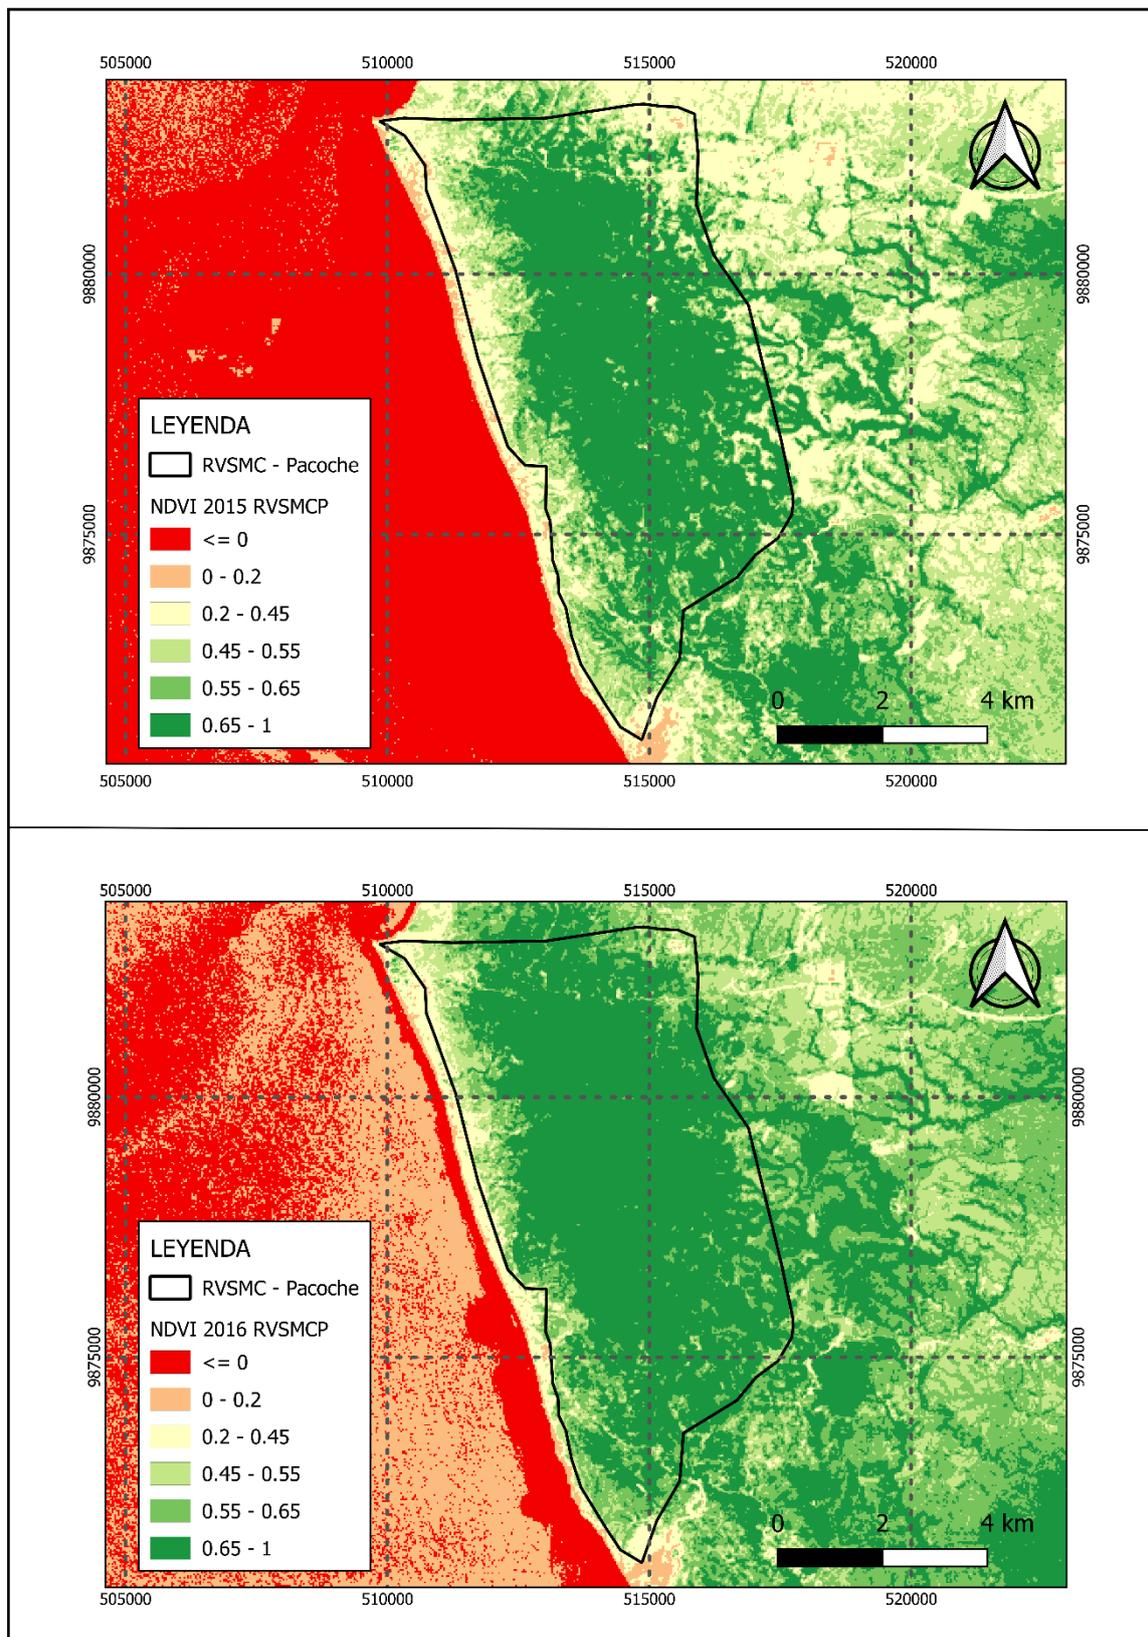 505000 510000 515000 520000
9880000 9880000
LEYENDA
RVSMC - Pacoche
NDVI 2015 RVSMCP
<= 0
0 - 0.2
0.2 - 0.45
0.45 - 0.55
0.55 - 0.65
0.65 - 1
9875000 9875000
0 2 4 km
505000 510000 515000 520000
505000 510000 515000 520000
9880000 9880000
LEYENDA
RVSMC - Pacoche
NDVI 2016 RVSMCP
<= 0
0 - 0.2
0.2 - 0.45
0.45 - 0.55
0.55 - 0.65
0.65 - 1
9875000 9875000
0 2 4 km
505000 510000 515000 520000